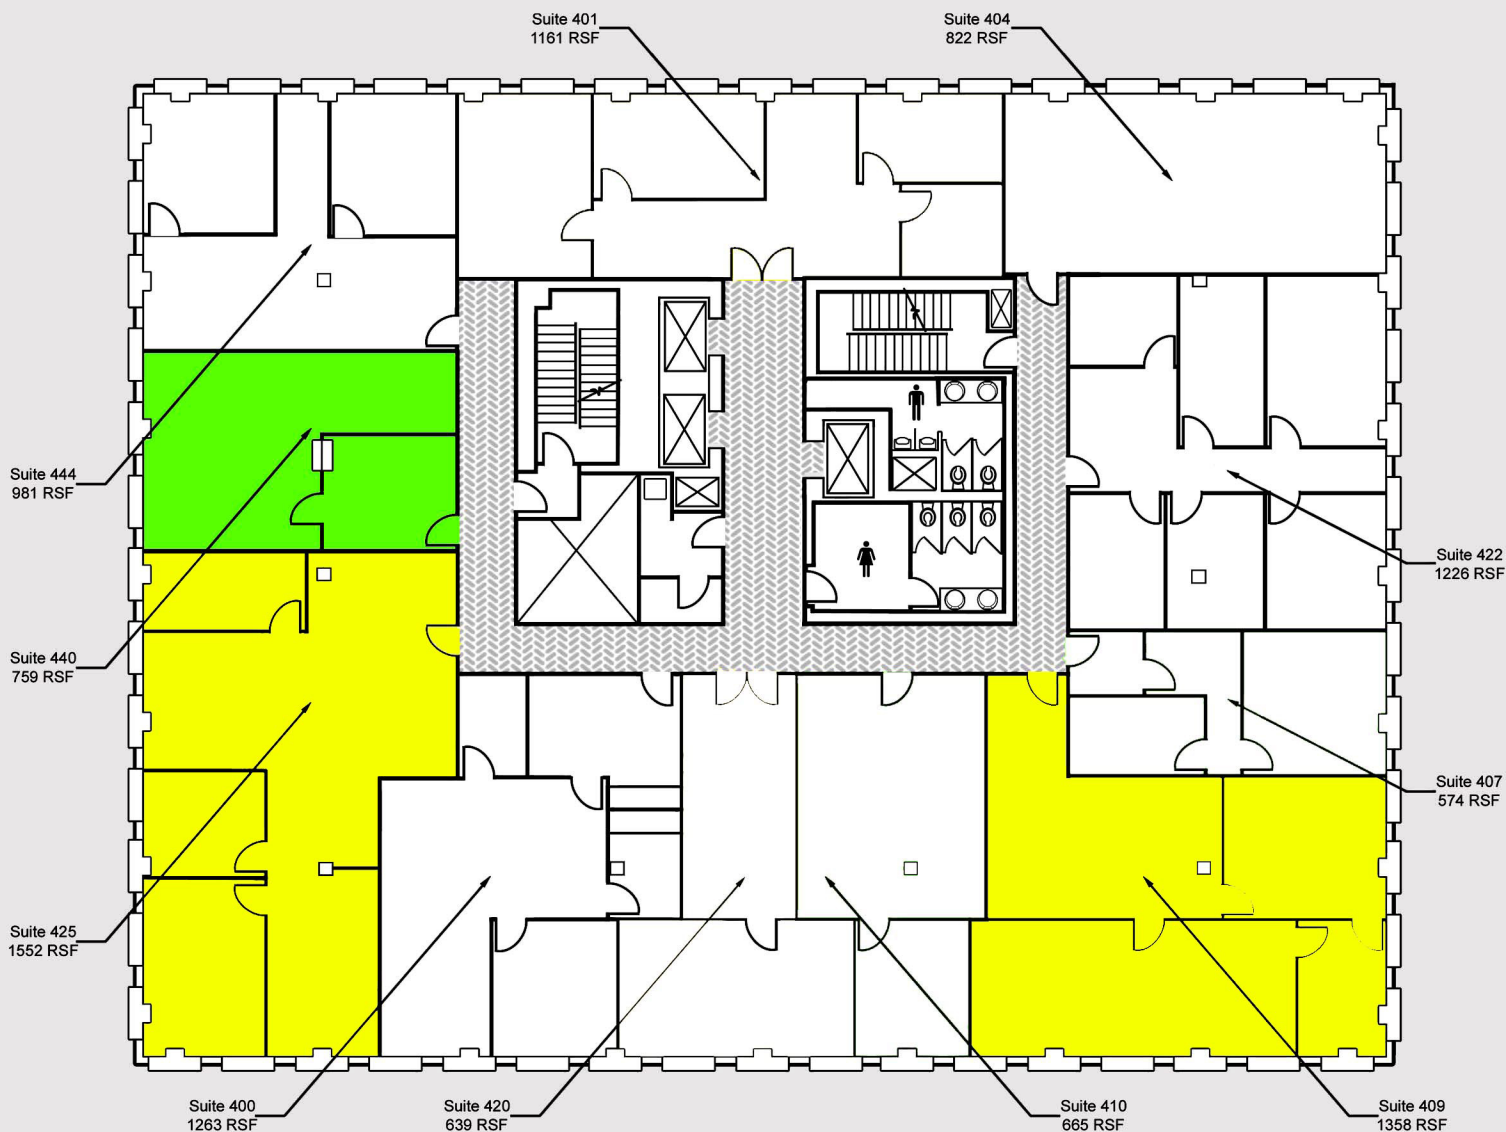 Suite 401
1161 RSF
Suite 404
822 RSF
Suite 444
981 RSF
Suite 422
1226 RSF
Suite 440
759 RSF
Suite 407
574 RSF
Suite 425
1552 RSF
Suite 400
1263 RSF
Suite 420
639 RSF
Suite 410
665 RSF
Suite 409
1358 RSF